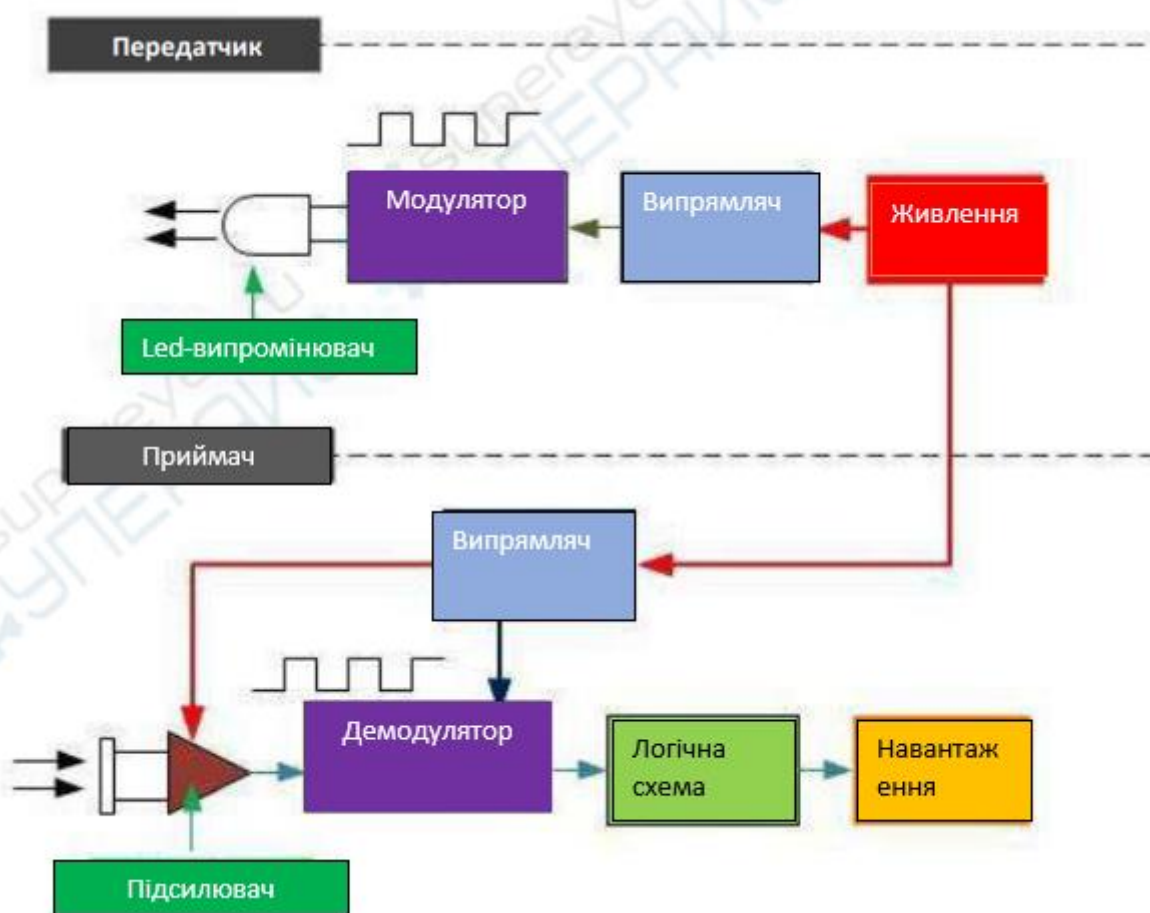 Передатчик
Модулятор
Випрямляч
Живлення
Led-випромінювач
Приймач
Випрямляч
Демодулятор
Логічна
схема
Навантаж
ення
Підсилювач